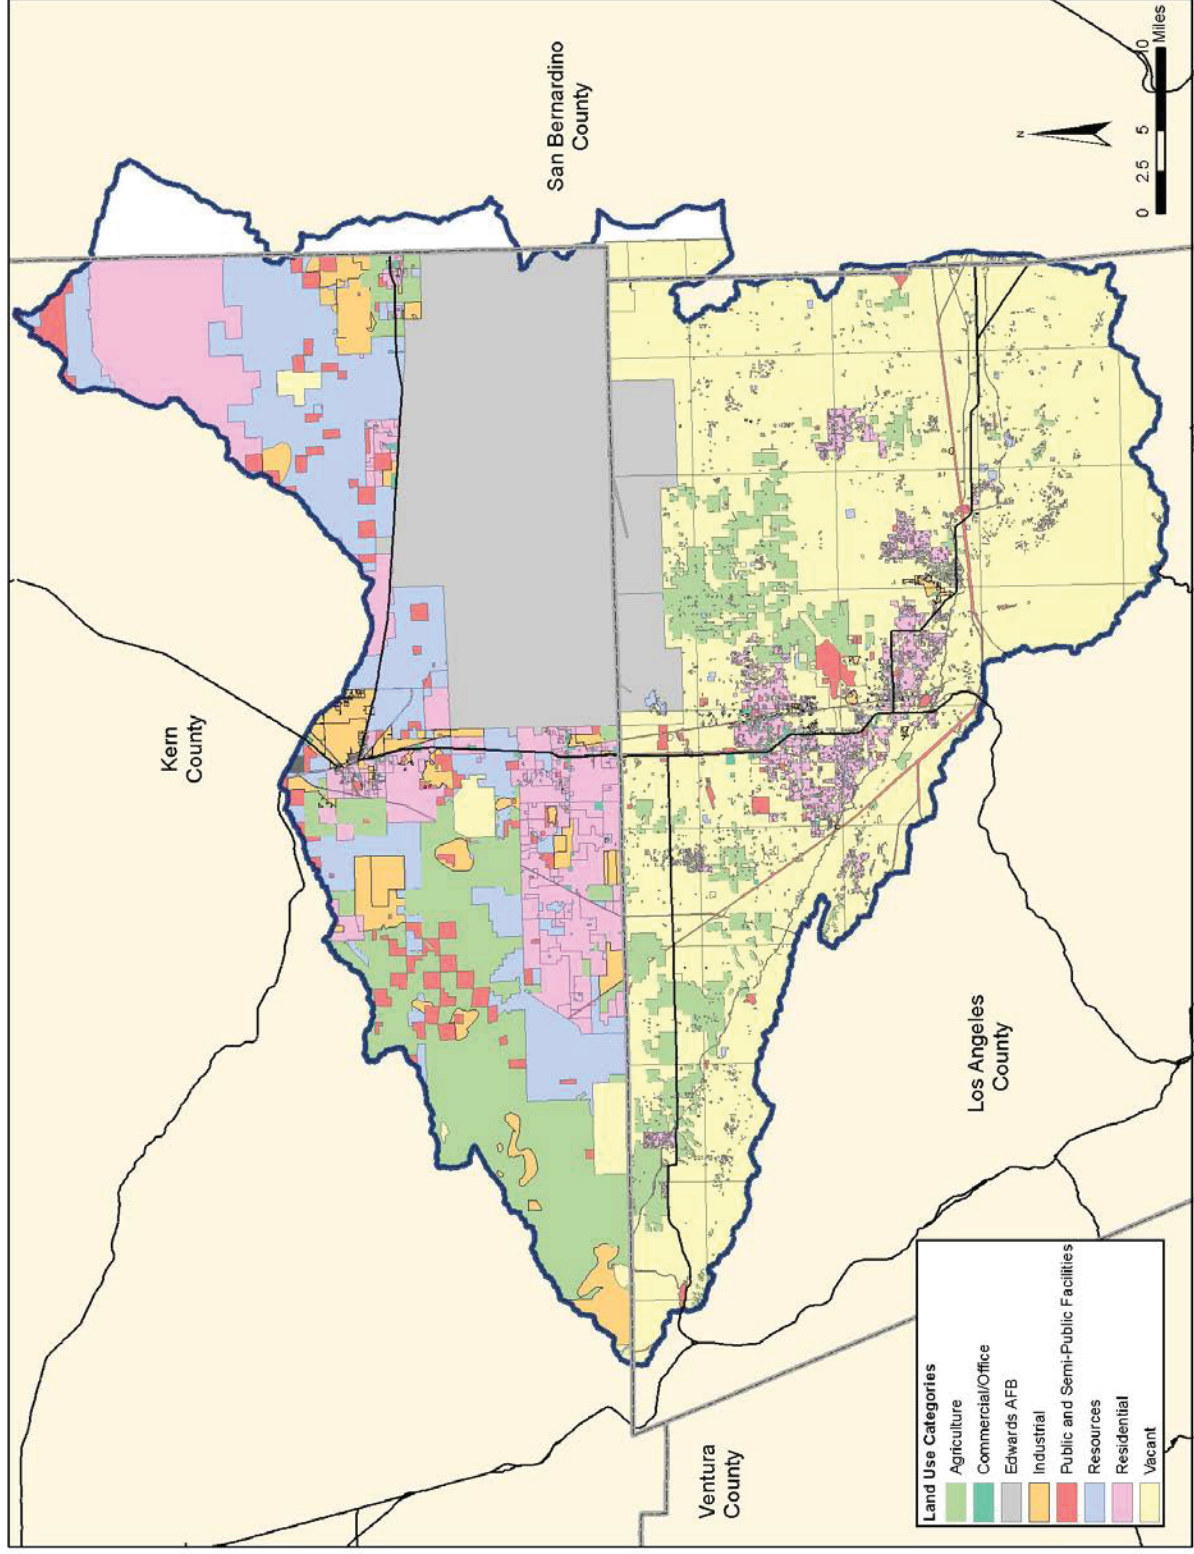 San Bernardino
County
Kern
County
Los Angeles
County
Ventura
County
N
0
2.5
5
10
Miles
Land Use Categories
Agriculture
Commercial/Office
Edwards AFB
Industrial
Public and Semi-Public Facilities
Resources
Residential
Vacant